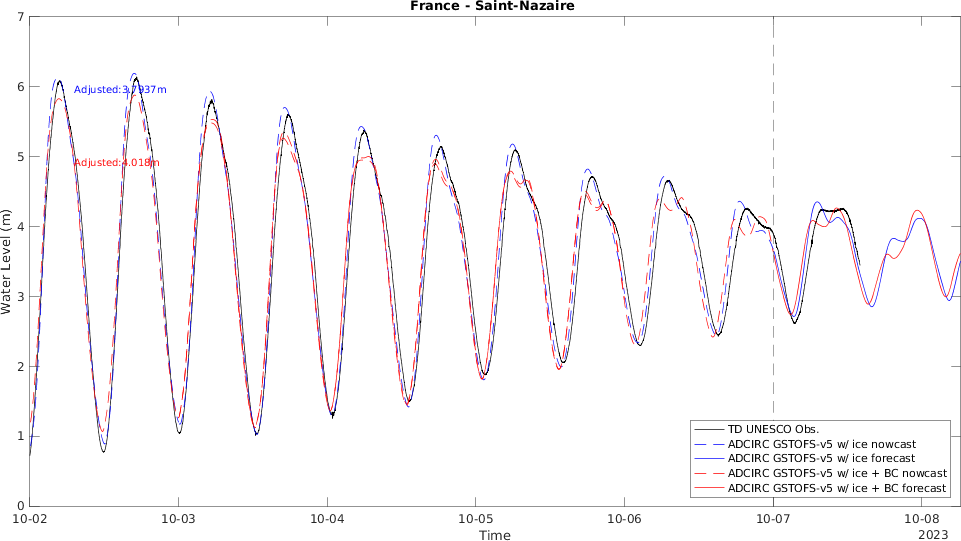 France - Saint-Nazaire
7
6
5
4
3
2
1
0
Water Level (m)
Adjusted:3.7937m
Adjusted:4.018m
TD UNESCO Obs.
ADCIRC GSTOFS-v5 w/ ice nowcast
ADCIRC GSTOFS-v5 w/ ice forecast
ADCIRC GSTOFS-v5 w/ ice + BC nowcast
ADCIRC GSTOFS-v5 w/ ice + BC forecast
10-02 10-03 10-04 10-05 10-06 10-07 10-08
Time
2023